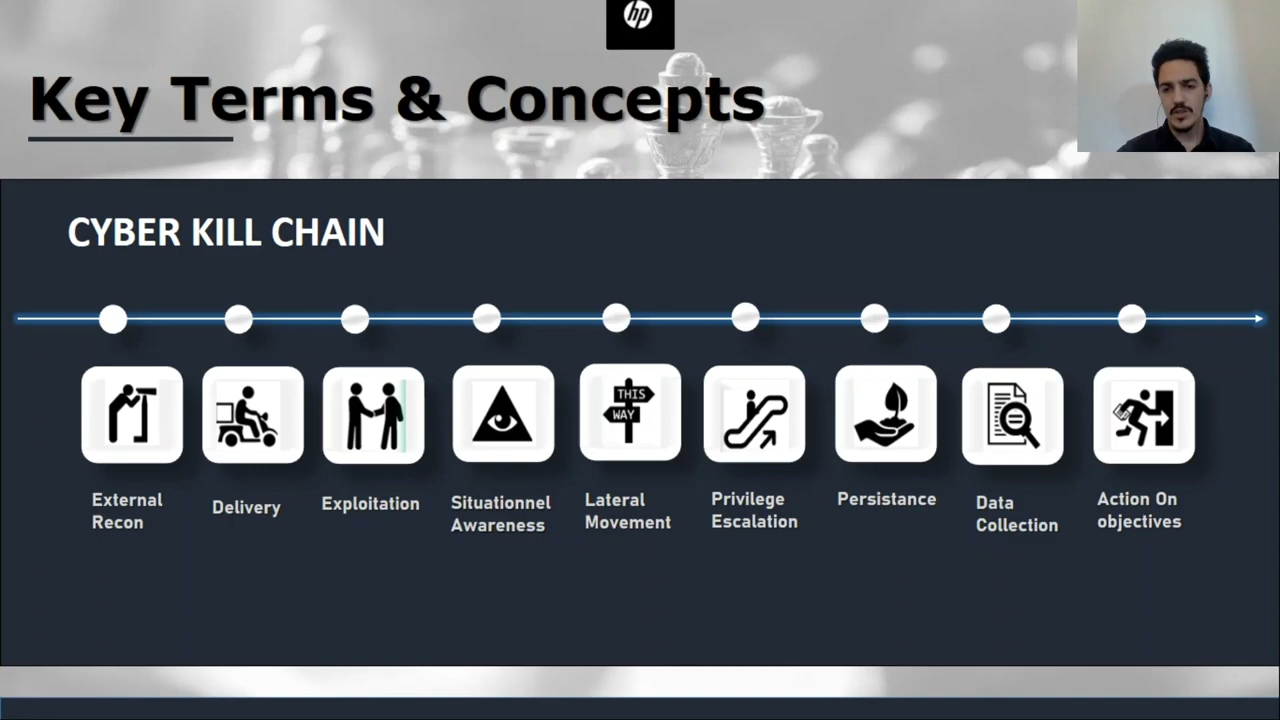 hp
Key Terms & Concepts
CYBER KILL CHAIN
THIS
WAY
External
Recon
Delivery
Exploitation
Situationnel
Awareness
Lateral
Movement
Privilege
Escalation
Persistance
Data
Collection
Action On
objectives